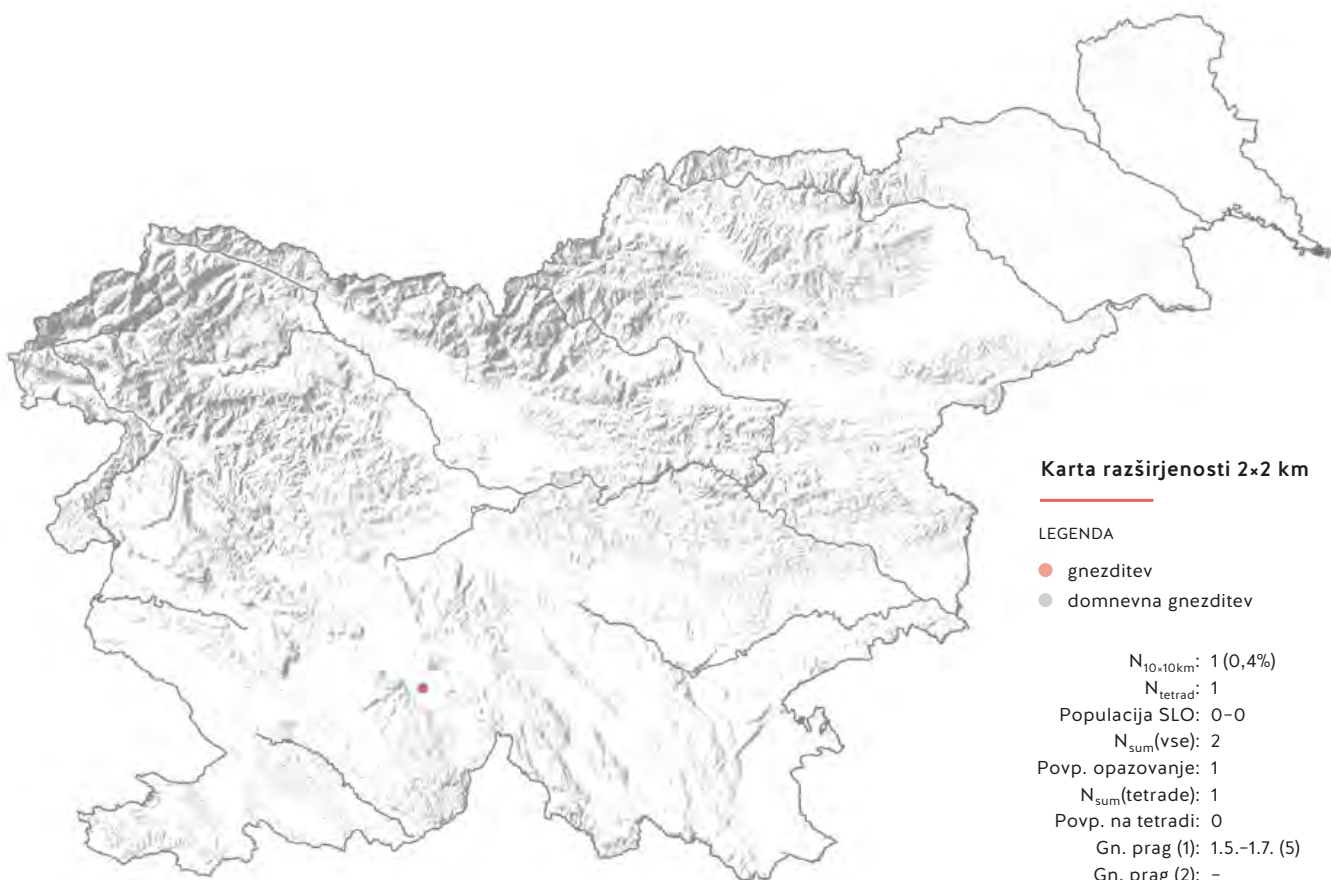 Karta razširjenosti 2×2 km
LEGENDA
gnezditev
domnevna gnezditev
N10×10km: 1 (0,4%)
Ntetrad: 1
Populacija SLO: 0–0
Nsum(vse): 2
Povp. opazovanje: 1
Nsum(tetrade): 1
Povp. na tetradi: 0
Gn. prag (1): 1.5.–1.7. (5)
Gn. prag (2): –